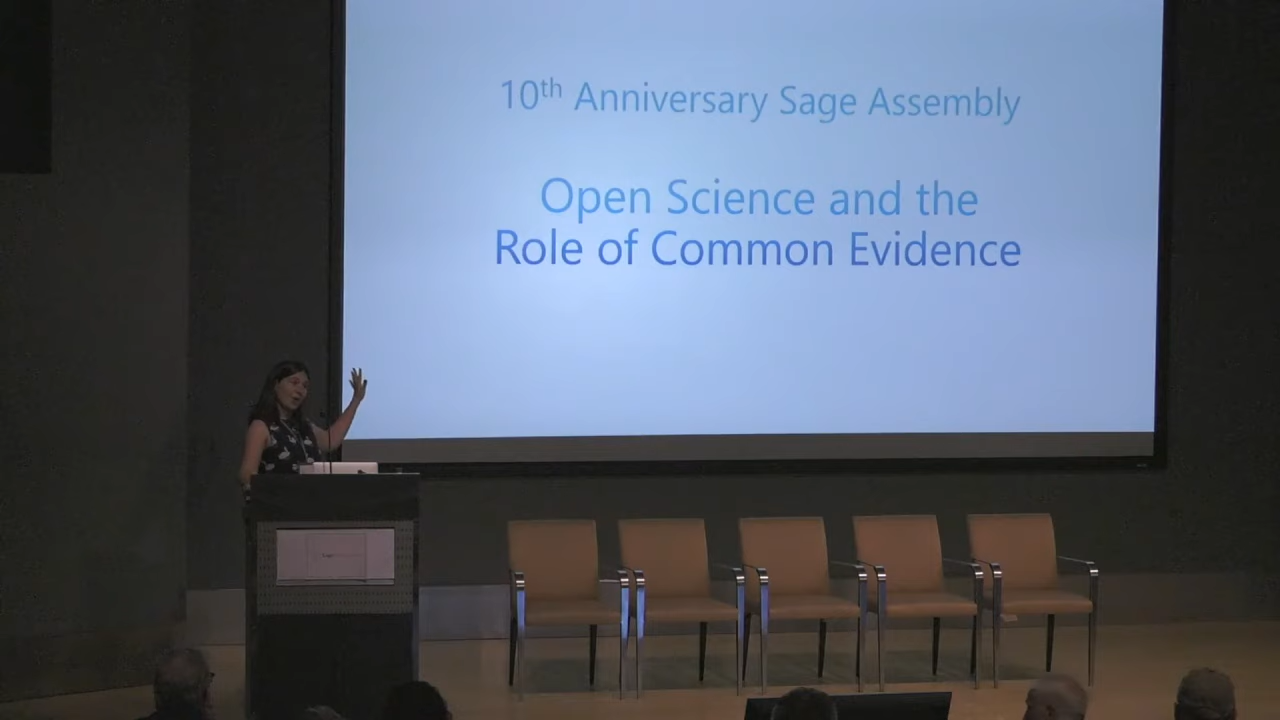 10th Anniversary Sage Assembly
Open Science and the
Role of Common Evidence